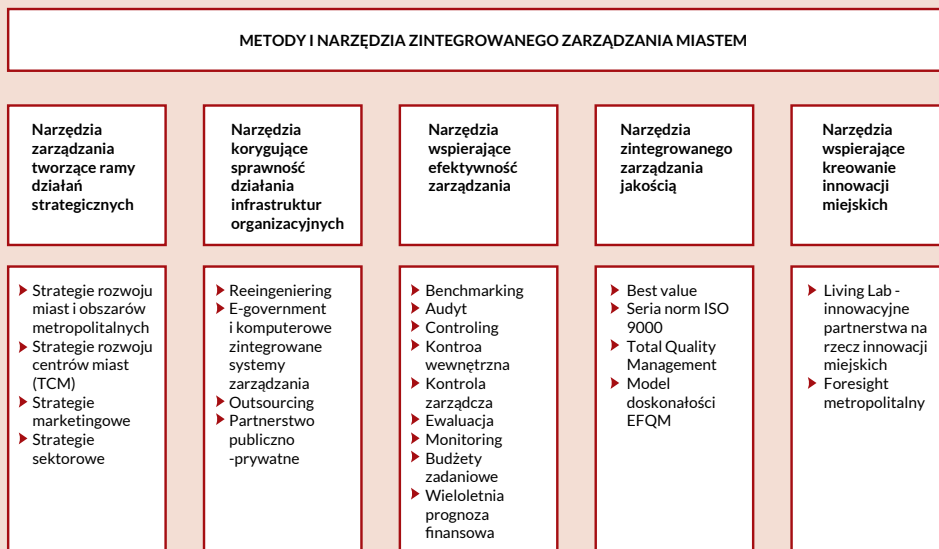 METODY I NARZĘDZIA ZINTEGROWANEGO ZARZĄDZANIA MIASTEM
Narzędzia
zarządzania
tworzące ramy
działań
strategicznych
Strategie rozwoju
miast i obszarów
metropolitalnych
Strategie rozwoju
centrów miast
(TCM)
Strategie
marketingowe
Strategie
sektorowe
Narzędzia
korygujące
sprawność
działania
infrastruktur
organizacyjnych
Reeingeniering
E-government
i komputerowe
zintegrowane
systemy
zarządzania
Outsourcing
Partnerstwo
publiczno
-prywatne
Narzędzia
wspierające
efektywność
zarządzania
Benchmarking
Audyt
Controling
Kontroa
wewnętrzna
Kontrola
zarządcza
Ewaluacja
Monitoring
Budżety
zadaniowe
Wieloletnia
prognoza
finansowa
Narzędzia
zintegrowanego
zarządzania
jakością
Best value
Seria norm ISO
9000
Total Quality
Management
Model
doskonałości
EFQM
Narzędzia
wspierające
kreowanie
innowacji
miejskich
Living Lab -
innowacyjne
partnerstwa na
rzecz innowacji
miejskich
Foresight
metropolitalny